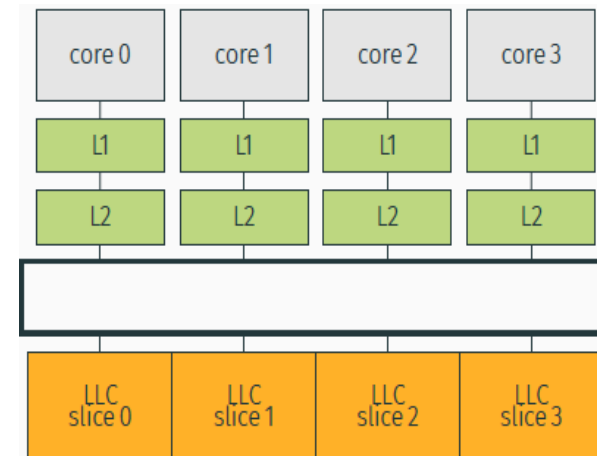 core 0 core 1 core 2 core 3
L1 L1 L1 L1
L2 L2 L2 L2
LLC LLC LLC LLC
slice 0 slice 1 slice 2 slice 3